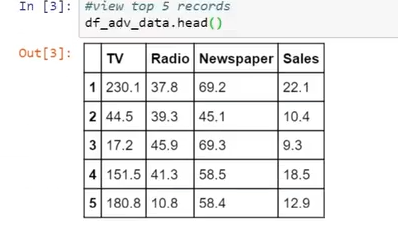 In [3]: #view top 5 records
df_adv_data.head()
Out[3]:
TV Radio Newspaper Sales
1 230.1 37.8 69.2 22.1
2 44.5 39.3 45.1 10.4
3 17.2 45.9 69.3 9.3
4 151.5 41.3 58.5 18.5
5 180.8 10.8 58.4 12.9